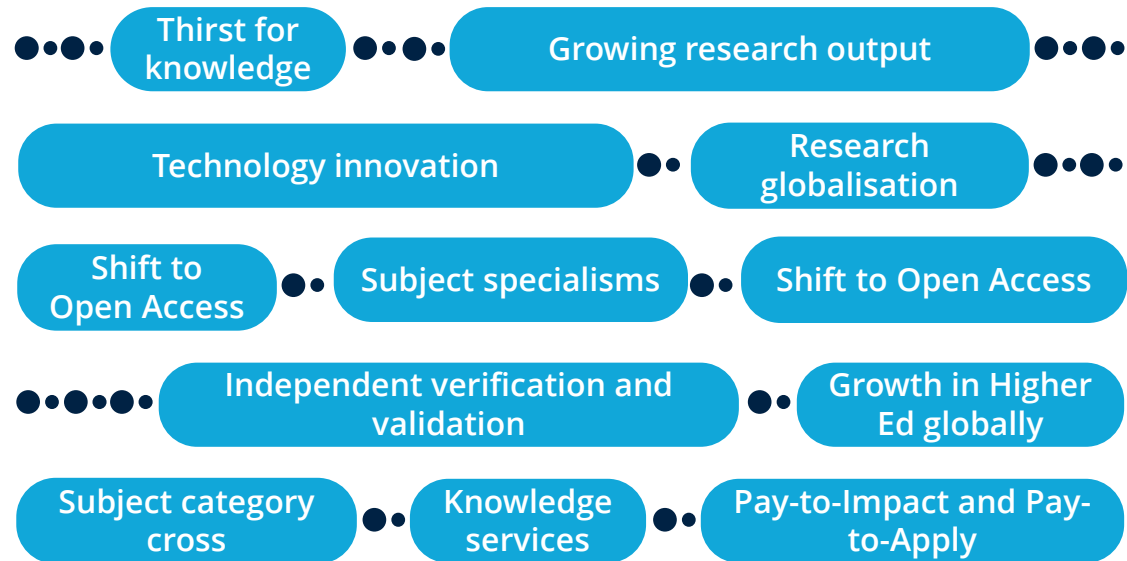 Thirst for
knowledge
Growing research output
Technology innovation
Research
globalisation
Shift to
Open Access
Subject specialisms
Shift to Open Access
Independent verification and
validation
Growth in Higher
Ed globally
Subject category
cross
Knowledge
services
Pay-to-Impact and Pay-
to-Apply